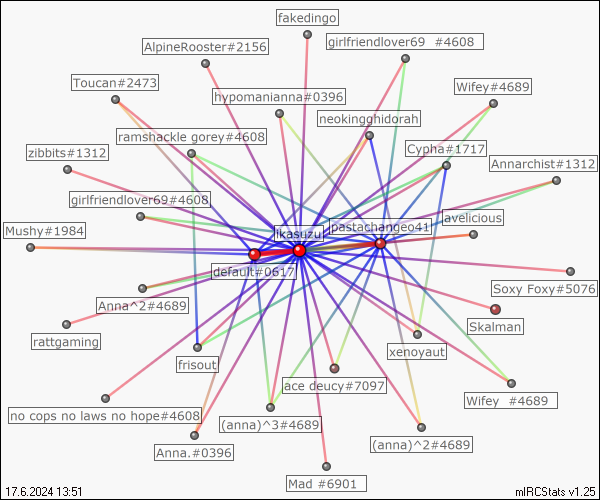 fakedingo
girlfriendlover69 #4608
AlpineRooster#2156
Toucan#2473
Wifey#4689
hypomanianna#0396
neokingghidorah
ramshackle gorey#4608
Cypha#1717
zibbits#1312
Annarchist#1312
girlfriendlover69#4608
avelicious
Mushy#1984
ikasuzu
pastachangeo41
default#0617
Soxy Foxy#5076
Anna^2#4689
Skalman
rattgaming
xenoyaut
frisout
ace deucy#7097
Wifey #4689
no cops no laws no hope#4608
(anna)^3#4689
(anna)^2#4689
Anna.#0396
Mad #6901
17.6.2024 13:51
mIRCStats v1.25